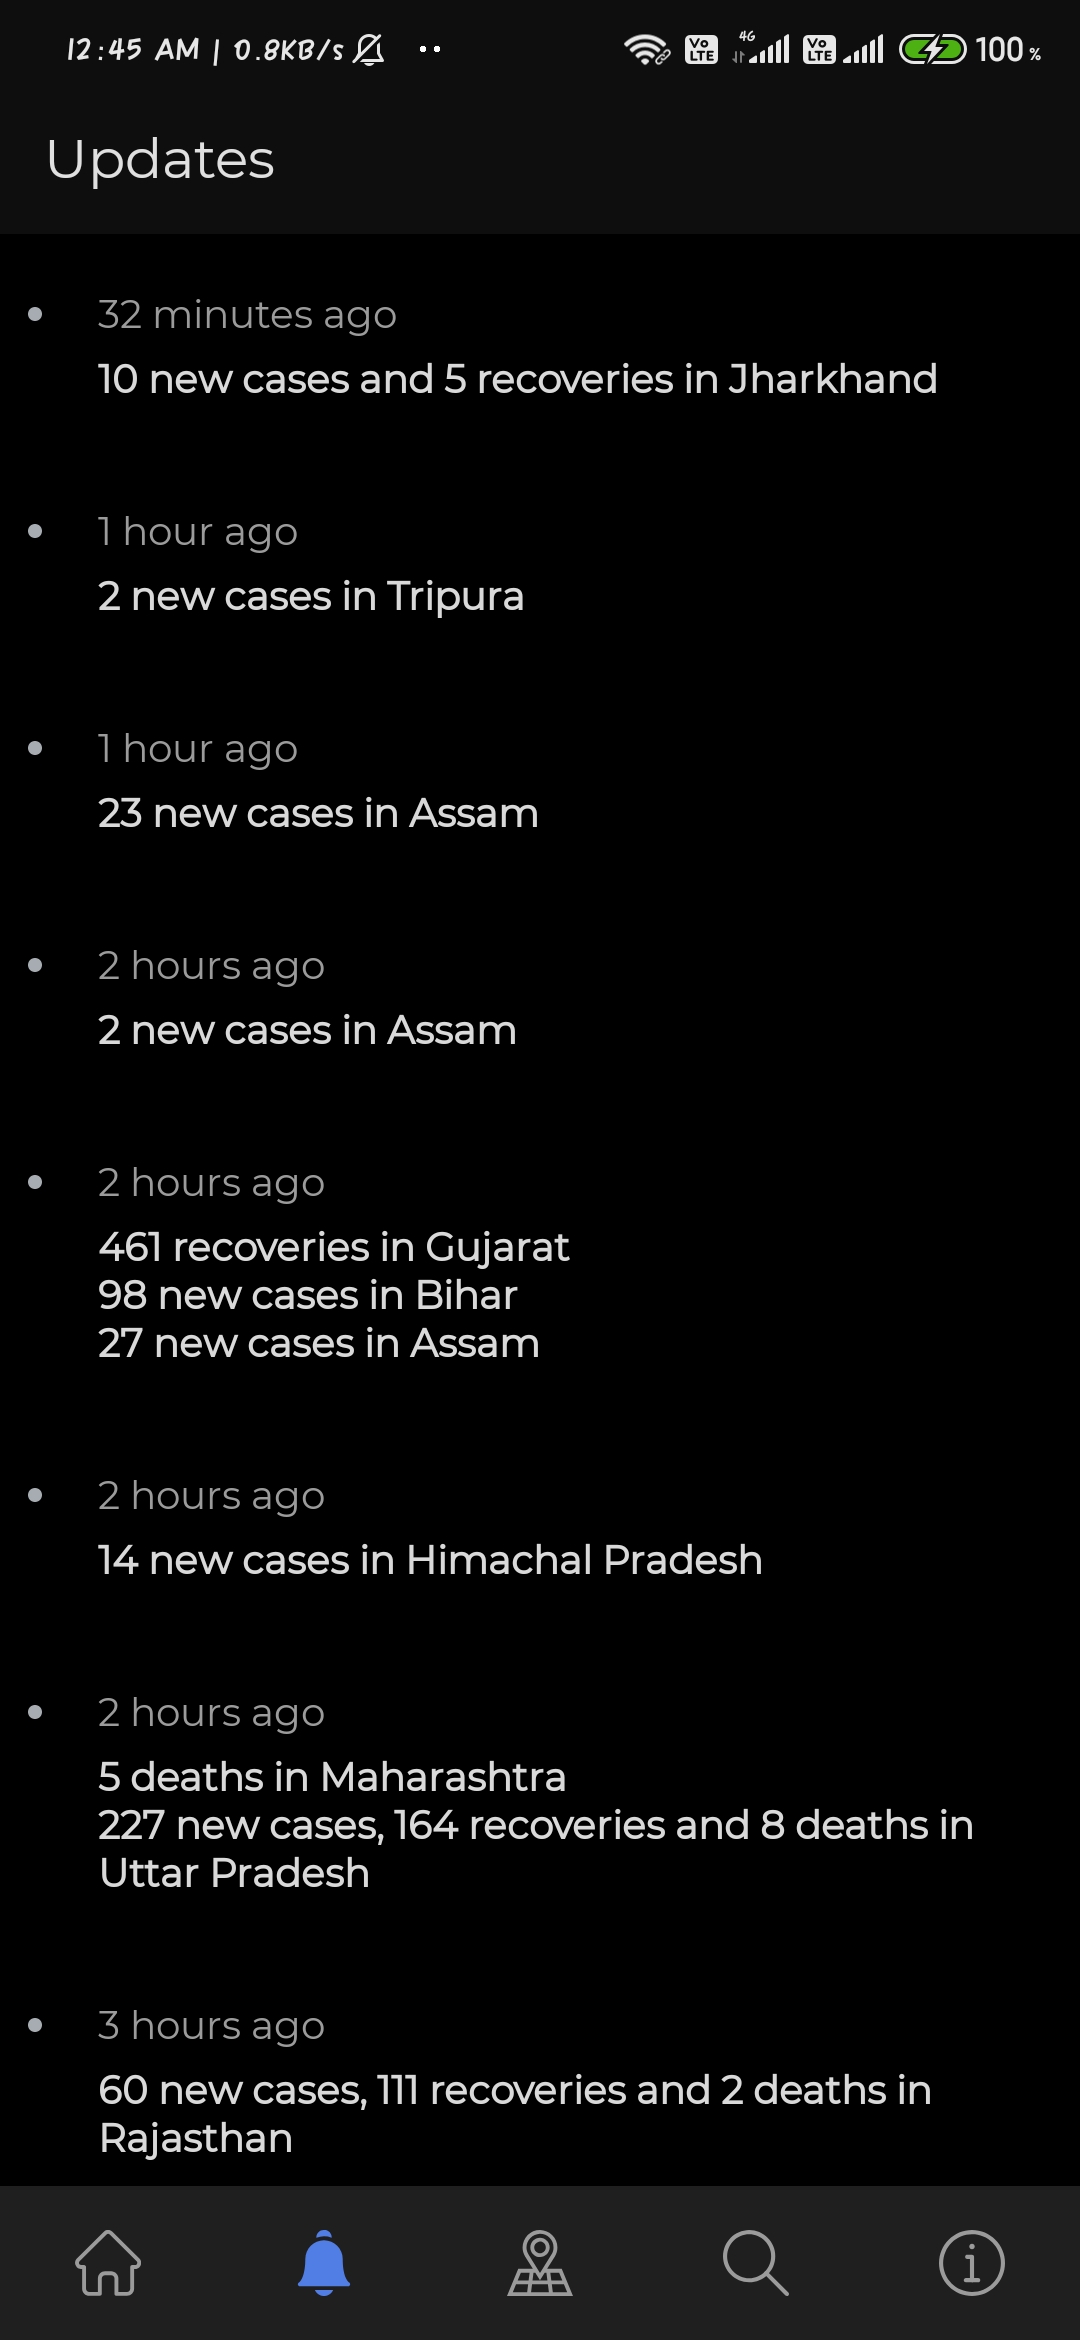 12:45 AM | 0.8KB/s
Vo LTE 4G Vo LTE 100 %
Updates
32 minutes ago
10 new cases and 5 recoveries in Jharkhand
1 hour ago
2 new cases in Tripura
1 hour ago
23 new cases in Assam
2 hours ago
2 new cases in Assam
2 hours ago
461 recoveries in Gujarat
98 new cases in Bihar
27 new cases in Assam
2 hours ago
14 new cases in Himachal Pradesh
2 hours ago
5 deaths in Maharashtra
227 new cases, 164 recoveries and 8 deaths in
Uttar Pradesh
3 hours ago
60 new cases, 111 recoveries and 2 deaths in
Rajasthan